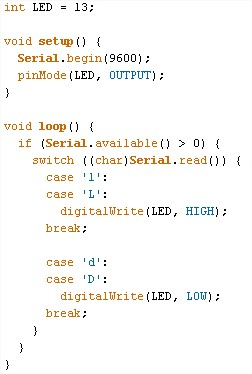 int LED = 13;
void setup() {
Serial.begin(9600);
pinMode(LED, OUTPUT);
}
void loop() {
if (Serial.available() > 0) {
switch ((char)Serial.read()) {
case 'l':
case 'L':
digitalWrite(LED, HIGH);
break;
case 'd':
case 'D':
digitalWrite(LED, LOW);
break;
}
}
}